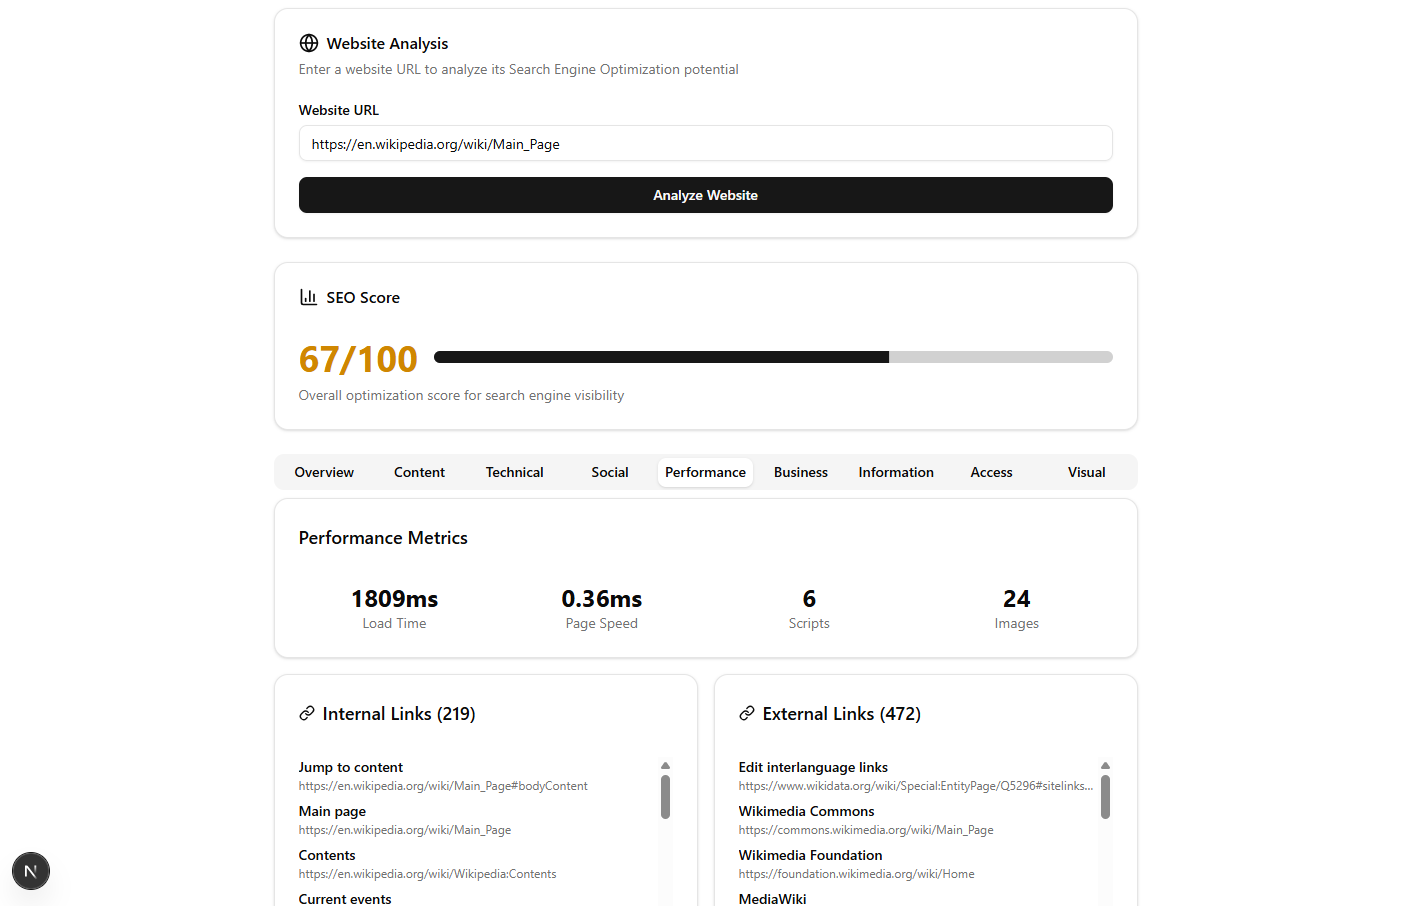 Website Analysis
Enter a website URL to analyze its Search Engine Optimization potential
Website URL
https://en.wikipedia.org/wiki/Main_Page
Analyze Website
SEO Score
67/100
Overall optimization score for search engine visibility
Overview Content Technical Social Performance Business Information Access Visual
Performance Metrics
1809ms 0.36ms 6 24
Load Time Page Speed Scripts Images
Internal Links (219)
Jump to content
https://en.wikipedia.org/wiki/Main_Page#bodyContent
Main page
https://en.wikipedia.org/wiki/Main_Page
Contents
https://en.wikipedia.org/wiki/Wikipedia:Contents
Current events
External Links (472)
Edit interlanguage links
https://www.wikidata.org/wiki/Special:EntityPage/Q5296#sitelinks...
Wikimedia Commons
https://commons.wikimedia.org/wiki/Main_Page
Wikimedia Foundation
https://foundation.wikimedia.org/wiki/Home
MediaWiki
N